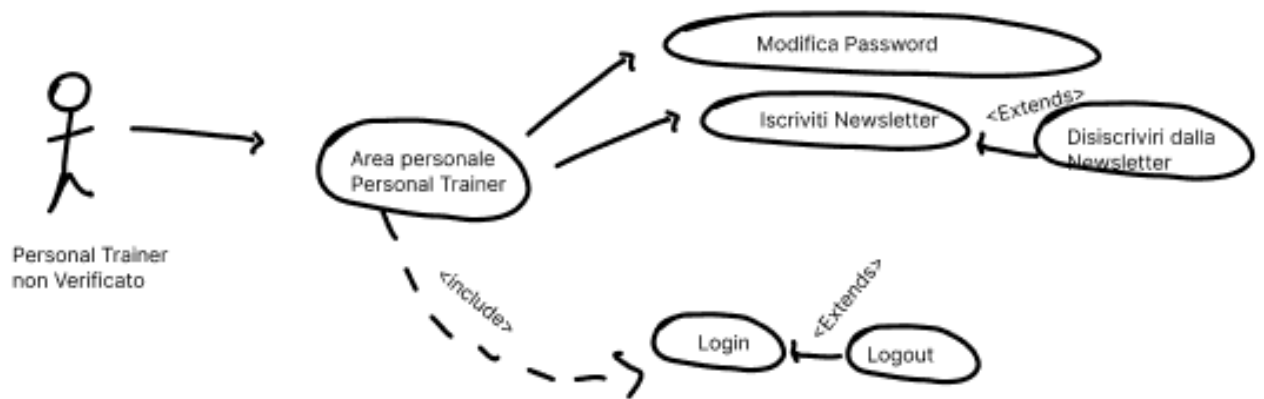 Modifica Password
<Extends>
Iscriviti Newsletter
Disiscriviri dalla
Newsletter
Area personale
Personal Trainer
Personal Trainer
non Verificato
<include>
<Extends>
Login
Logout